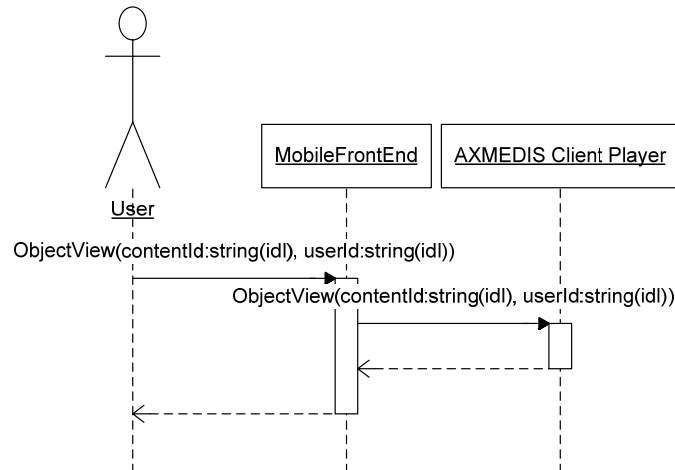 MobileFrontEnd
AXMEDIS Client Player
User
ObjectView(contentId:string(idl), userId:string(idl))
ObjectView(contentId:string(idl), userId:string(idl))